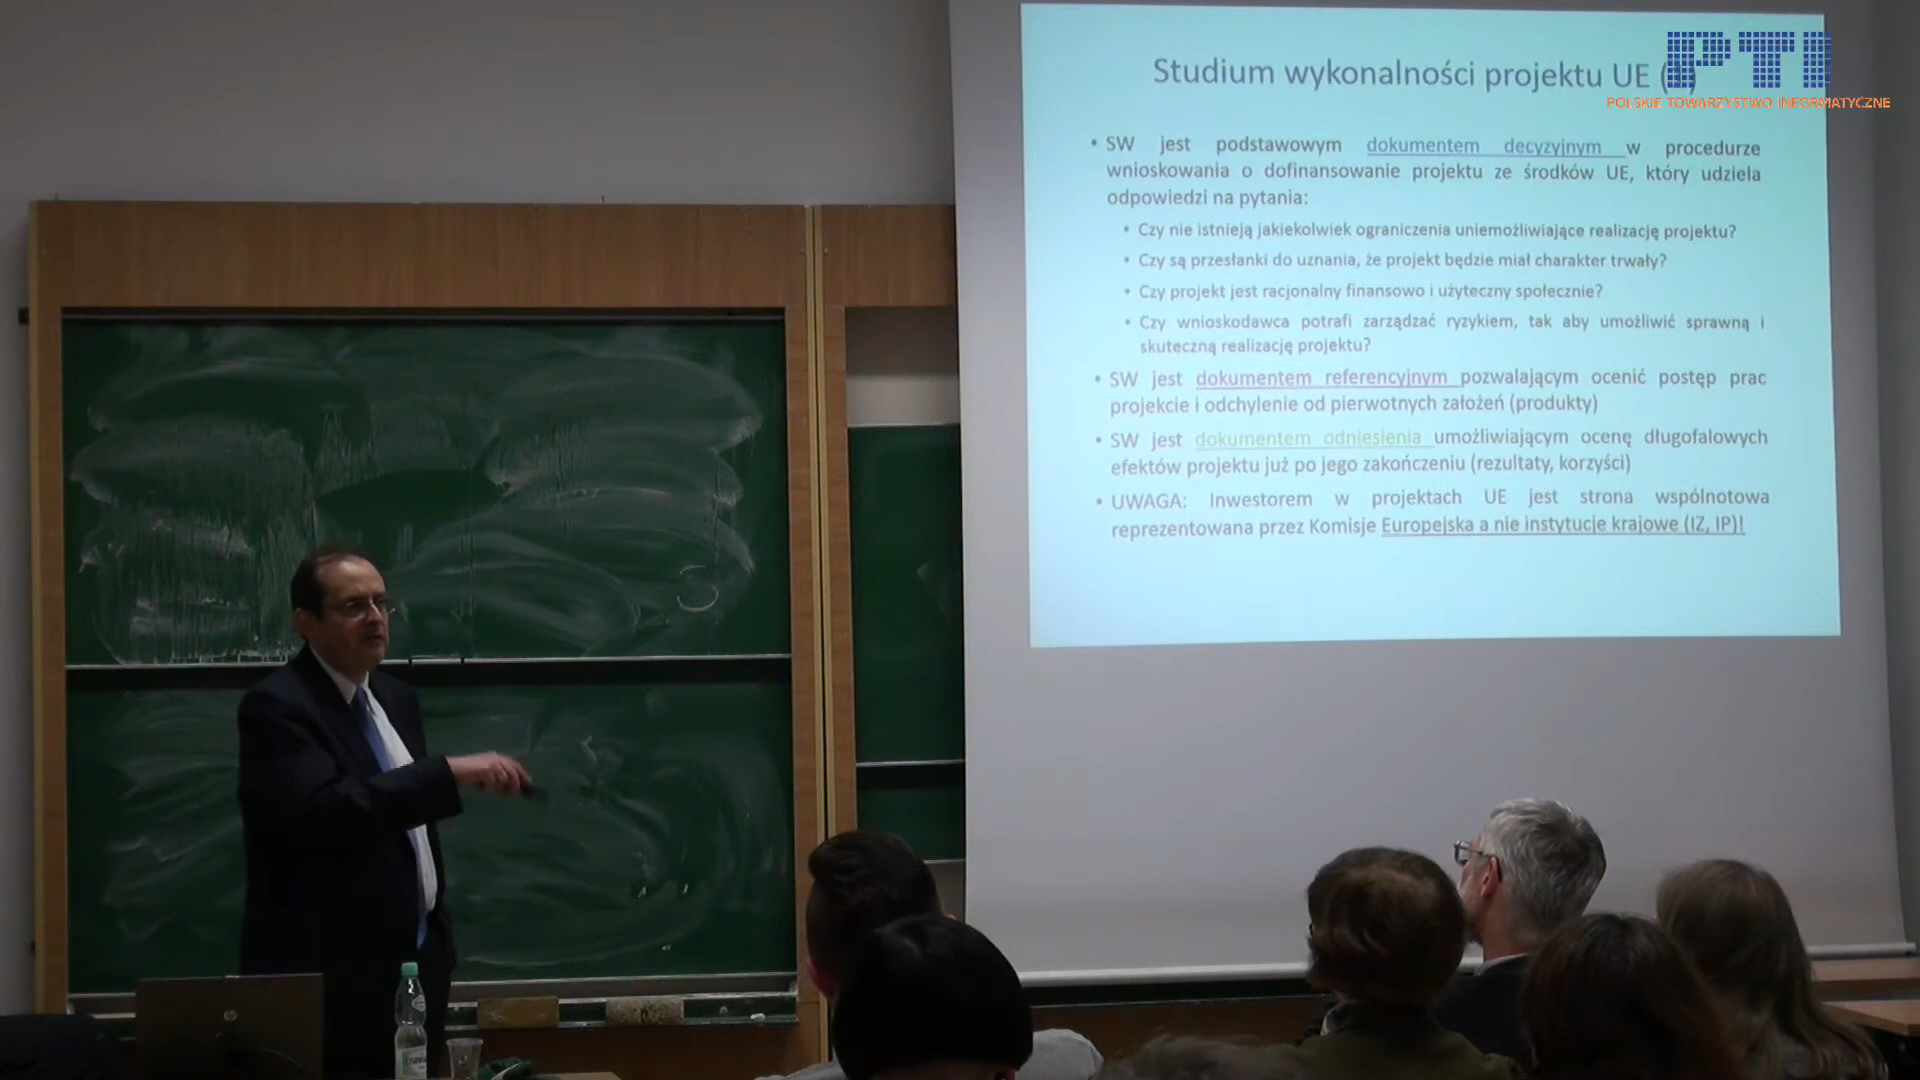 Studium wykonalności projektu UE
PTI
POLSKIE TOWARZYSTWO INFORMATYCZNE
• SW jest podstawowym dokumentem decyzyjnym w procedurze
wnioskowania o dofinansowanie projektu ze środków UE, który udziela
odpowiedzi na pytania:
• Czy nie istnieją jakiekolwiek ograniczenia uniemożliwiające realizację projektu?
• Czy są przesłanki do uznania, że projekt będzie miał charakter trwały?
• Czy projekt jest racjonalny finansowo i użyteczny społecznie?
• Czy wnioskodawca potrafi zarządzać ryzykiem, tak aby umożliwić sprawną i
skuteczną realizację projektu?
• SW jest dokumentem referencyjnym pozwalającym ocenić postęp prac
projekcie i odchylenie od pierwotnych założeń (produkty)
• SW jest dokumentem odniesienia umożliwiającym ocenę długofalowych
efektów projektu już po jego zakończeniu (rezultaty, korzyści)
• UWAGA: Inwestorem w projektach UE jest strona wspólnotowa
reprezentowana przez Komisje Europejska a nie instytucje krajowe (IZ, IP)!
hp